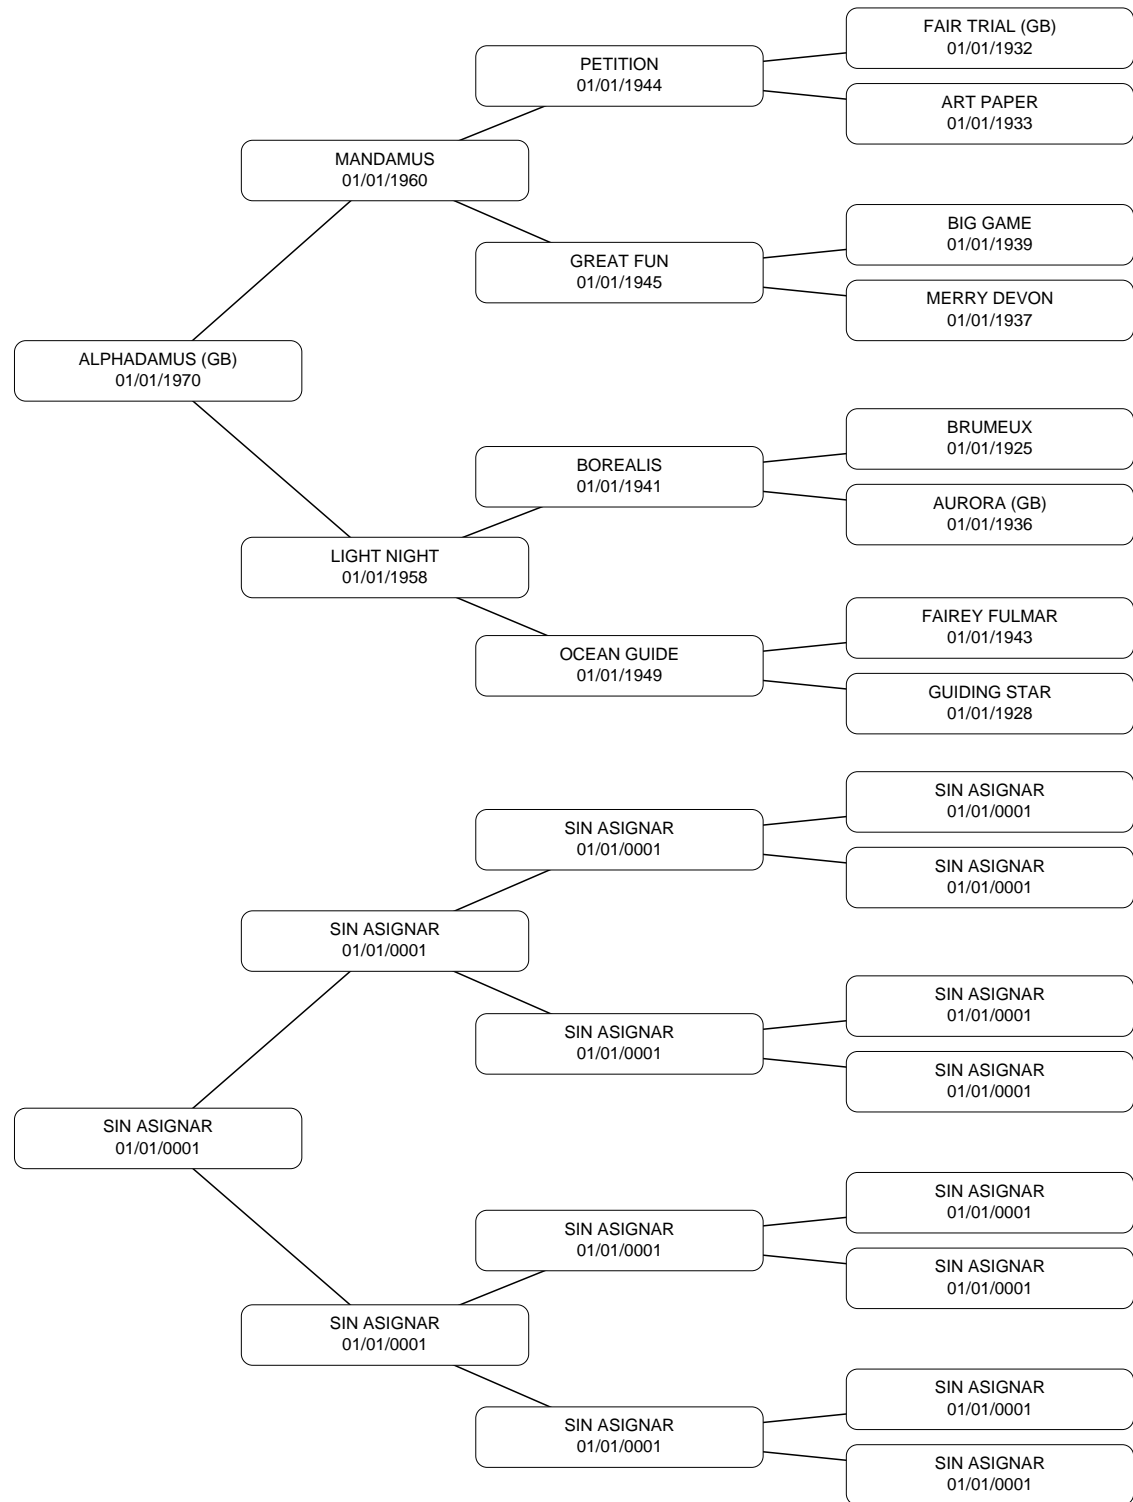 FAIR TRIAL (GB)
01/01/1932
PETITION
01/01/1944
ART PAPER
01/01/1933
MANDAMUS
01/01/1960
BIG GAME
01/01/1939
GREAT FUN
01/01/1945
MERRY DEVON
01/01/1937
ALPHADAMUS (GB)
01/01/1970
BRUMEUX
01/01/1925
BOREALIS
01/01/1941
AURORA (GB)
01/01/1936
LIGHT NIGHT
01/01/1958
FAIREY FULMAR
01/01/1943
OCEAN GUIDE
01/01/1949
GUIDING STAR
01/01/1928
SIN ASIGNAR
01/01/0001
SIN ASIGNAR
01/01/0001
SIN ASIGNAR
01/01/0001
SIN ASIGNAR
01/01/0001
SIN ASIGNAR
01/01/0001
SIN ASIGNAR
01/01/0001
SIN ASIGNAR
01/01/0001
SIN ASIGNAR
01/01/0001
SIN ASIGNAR
01/01/0001
SIN ASIGNAR
01/01/0001
SIN ASIGNAR
01/01/0001
SIN ASIGNAR
01/01/0001
SIN ASIGNAR
01/01/0001
SIN ASIGNAR
01/01/0001
SIN ASIGNAR
01/01/0001